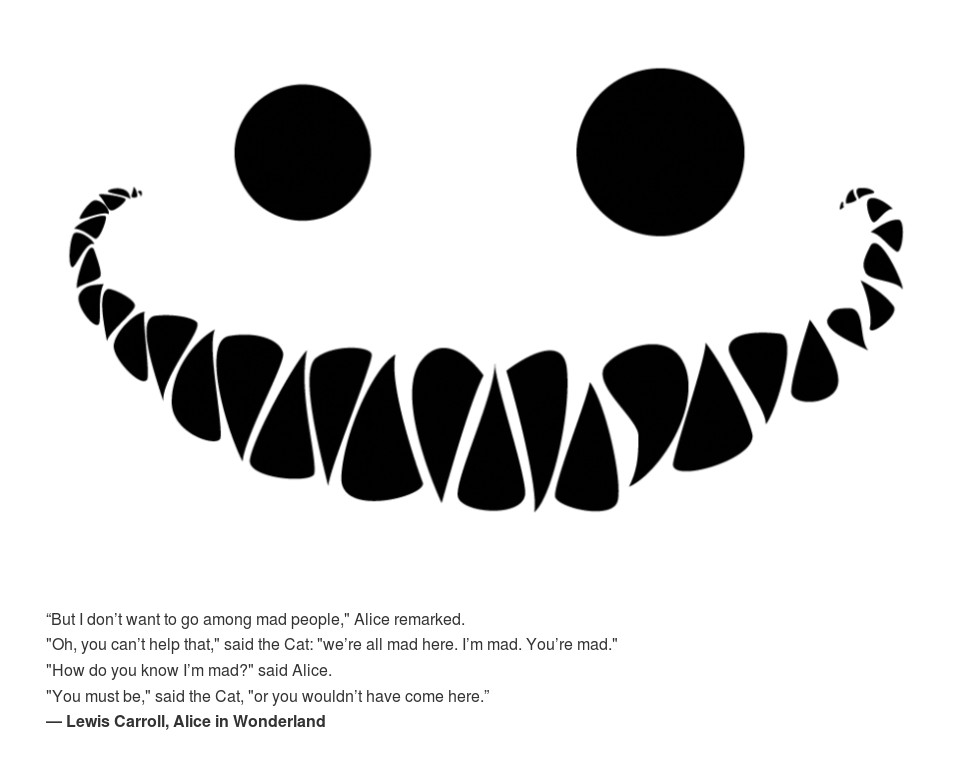 “But I don’t want to go among mad people," Alice remarked.
"Oh, you can’t help that," said the Cat: "we’re all mad here. I’m mad. You’re mad."
"How do you know I’m mad?" said Alice.
"You must be," said the Cat, "or you wouldn’t have come here.”
— Lewis Carroll, Alice in Wonderland